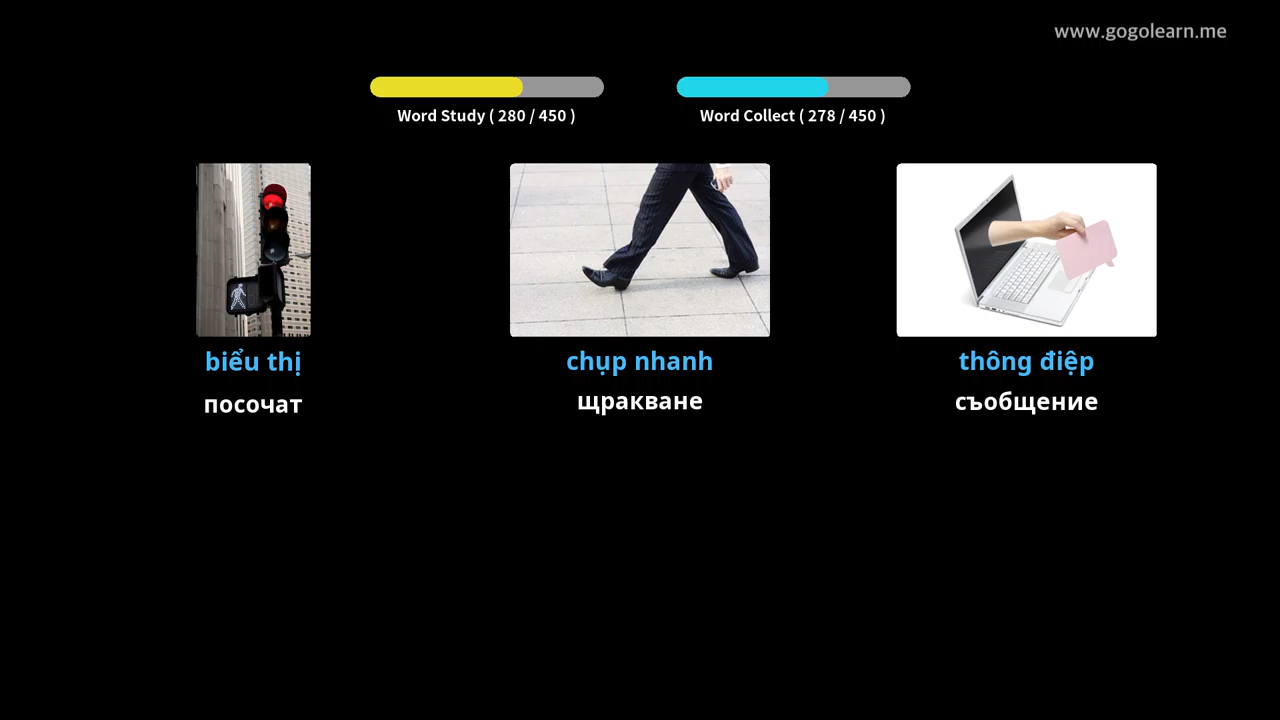 www.gogolearn.me
Word Study ( 280 / 450 )
Word Collect ( 278 / 450 )
biểu thị
посочат
chụp nhanh
щракване
thông điệp
съобщение